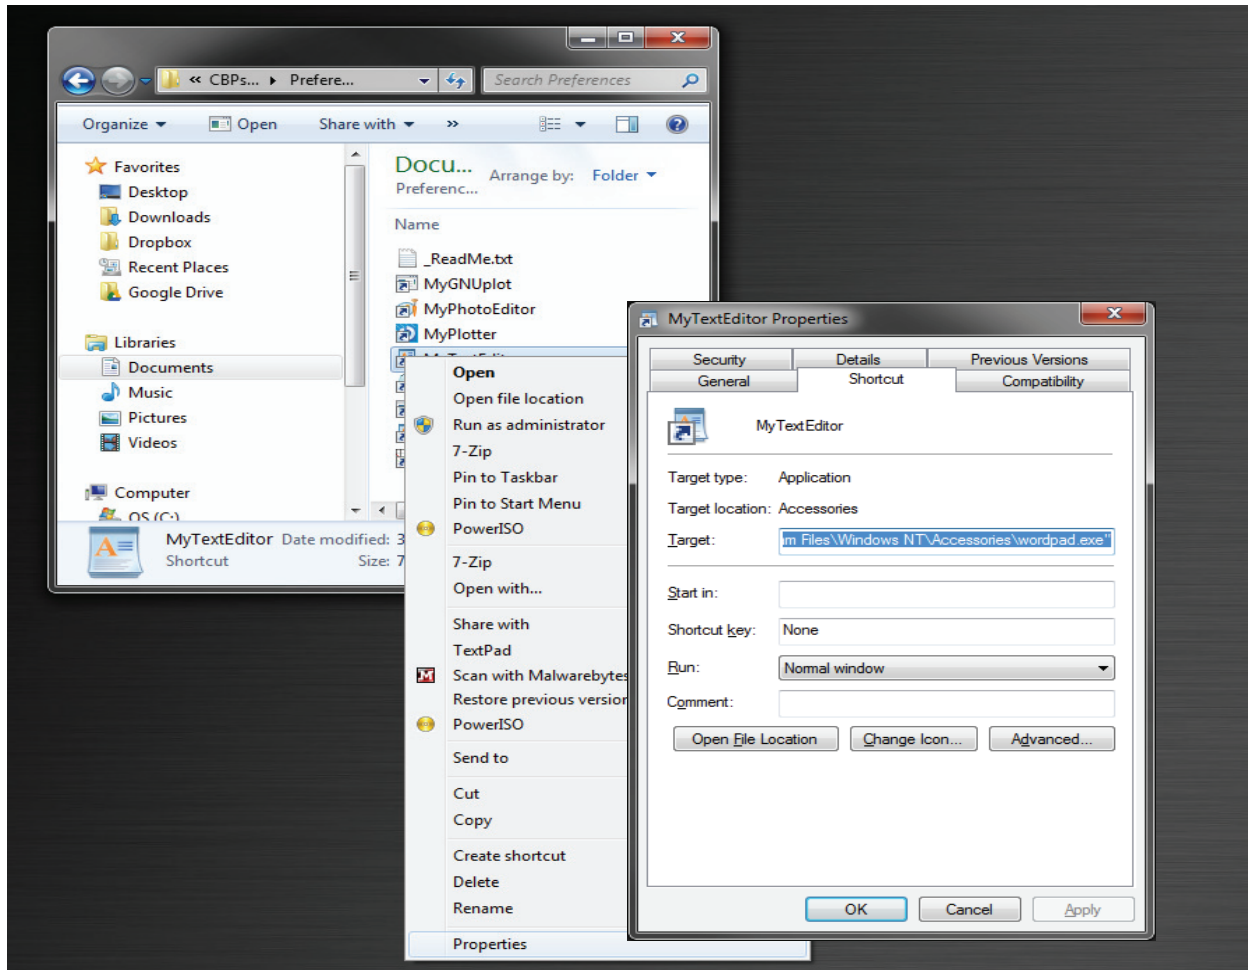 « CBPs... ▸ Prefere...
Search Preferences
Organize
Open
Share with
»
Favorites
Desktop
Downloads
Dropbox
Recent Places
Google Drive
Libraries
Documents
Music
Pictures
Videos
Computer
OS (C:)
Docu...
Preferenc...
Arrange by: Folder
Name
_ReadMe.txt
MyGNUplot
MyPhotoEditor
MyPlotter
MyTextEditor Date modified: 3
Shortcut Size: 7
Open
Open file location
Run as administrator
7-Zip
Pin to Taskbar
Pin to Start Menu
PowerISO
7-Zip
Open with...
Share with
TextPad
Scan with Malwarebytes
Restore previous version
PowerISO
Send to
Cut
Copy
Create shortcut
Delete
Rename
Properties
MyTextEditor Properties
Security Details Previous Versions
General Shortcut Compatibility
MyTextEditor
Target type: Application
Target location: Accessories
Target: m Files\Windows NT\Accessories\wordpad.exe"
Start in:
Shortcut key: None
Run: Normal window
Comment:
Open File Location Change Icon... Advanced...
OK Cancel Apply